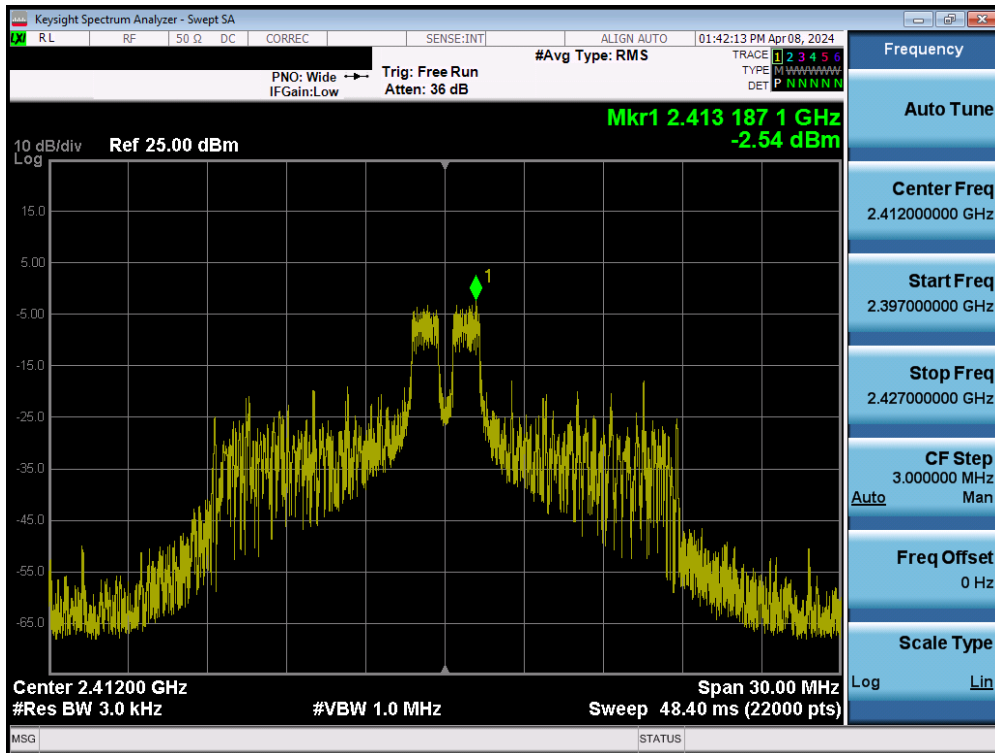 Keysight Spectrum Analyzer - Swept SA
LXI RL RF 50 Ω DC CORREC SENSE:INT ALIGN AUTO 01:42:13 PM Apr 08, 2024
PNO: Wide
IFGain:Low
Trig: Free Run
Atten: 36 dB
#Avg Type: RMS
TRACE 1 2 3 4 5 6
TYPE M W W W W W
DET P N N N N N
Mkr1 2.413 187 1 GHz
-2.54 dBm
10 dB/div
Log
Ref 25.00 dBm
15.0
5.00
-5.00
-15.0
-25.0
-35.0
-45.0
-55.0
-65.0
1
Center 2.41200 GHz
Span 30.00 MHz
#Res BW 3.0 kHz
#VBW 1.0 MHz
Sweep 48.40 ms (22000 pts)
MSG
STATUS
Frequency
Auto Tune
Center Freq
2.412000000 GHz
Start Freq
2.397000000 GHz
Stop Freq
2.427000000 GHz
CF Step
3.000000 MHz
Auto Man
Freq Offset
0 Hz
Scale Type
Log Lin